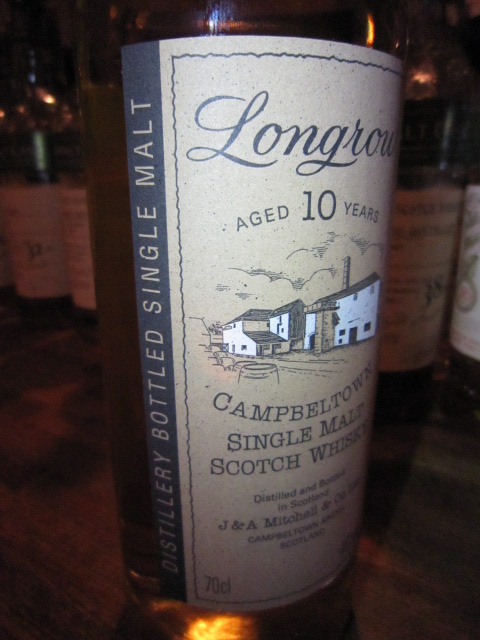 DISTILLERY BOTTLED SINGLE MALT
Longrow
AGED 10 YEARS
CAMPBELTOWN
SINGLE MALT
SCOTCH WHISKY
Distilled and Bottled
in Scotland
J & A Mitchell & Co
CAMPBELTOWN
SCOTLAND
70cl